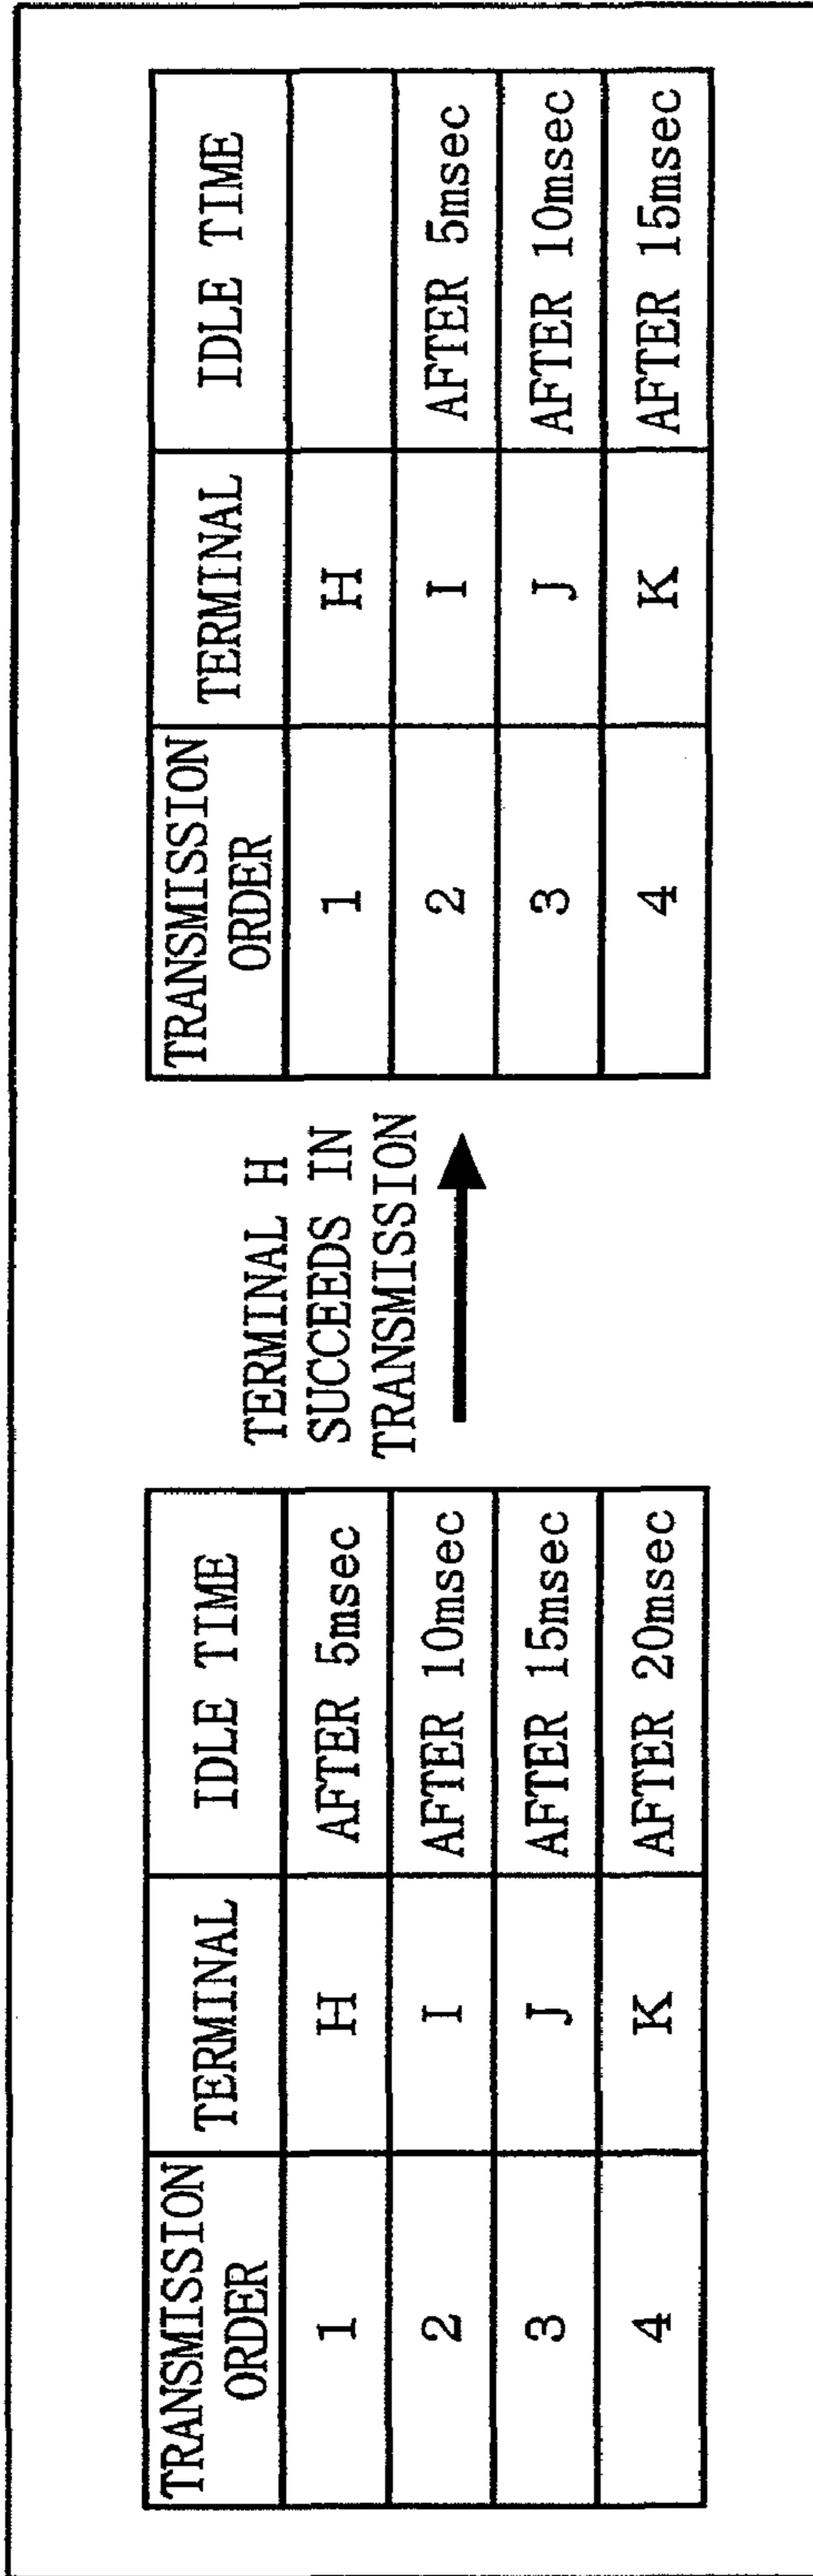 TRANSMISSION ORDER TERMINAL IDLE TIME
1 H AFTER 5msec
2 I AFTER 10msec
3 J AFTER 15msec
4 K AFTER 20msec
TERMINAL H
SUCCEEDS IN
TRANSMISSION
TRANSMISSION ORDER TERMINAL IDLE TIME
1 H
2 I AFTER 5msec
3 J AFTER 10msec
4 K AFTER 15msec